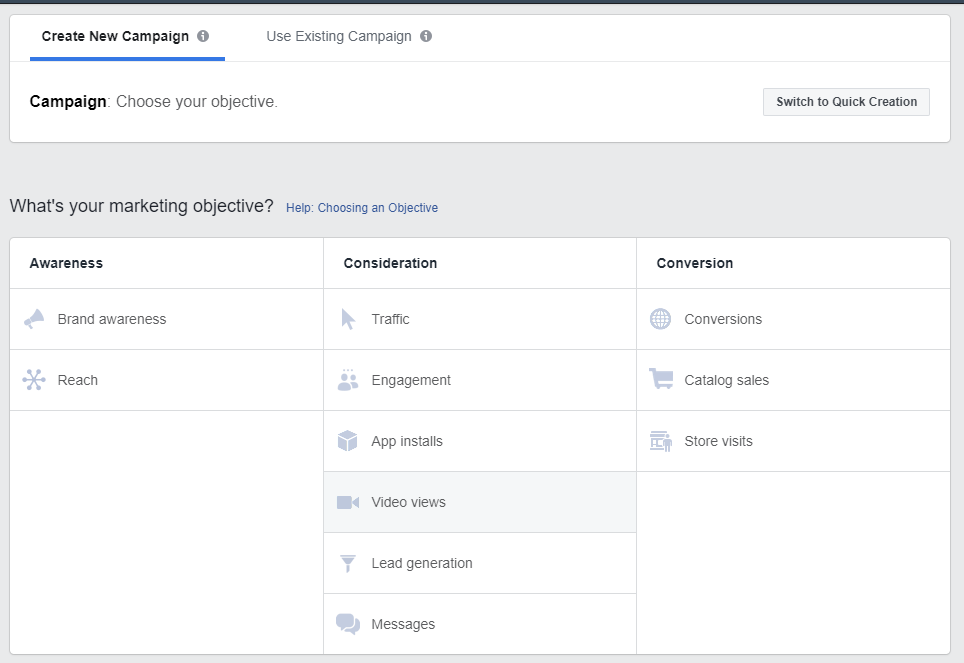 Create New Campaign
Use Existing Campaign
Campaign: Choose your objective.
Switch to Quick Creation
What's your marketing objective? Help: Choosing an Objective
Awareness
Consideration
Conversion
Brand awareness
Traffic
Conversions
Reach
Engagement
Catalog sales
App installs
Store visits
Video views
Lead generation
Messages